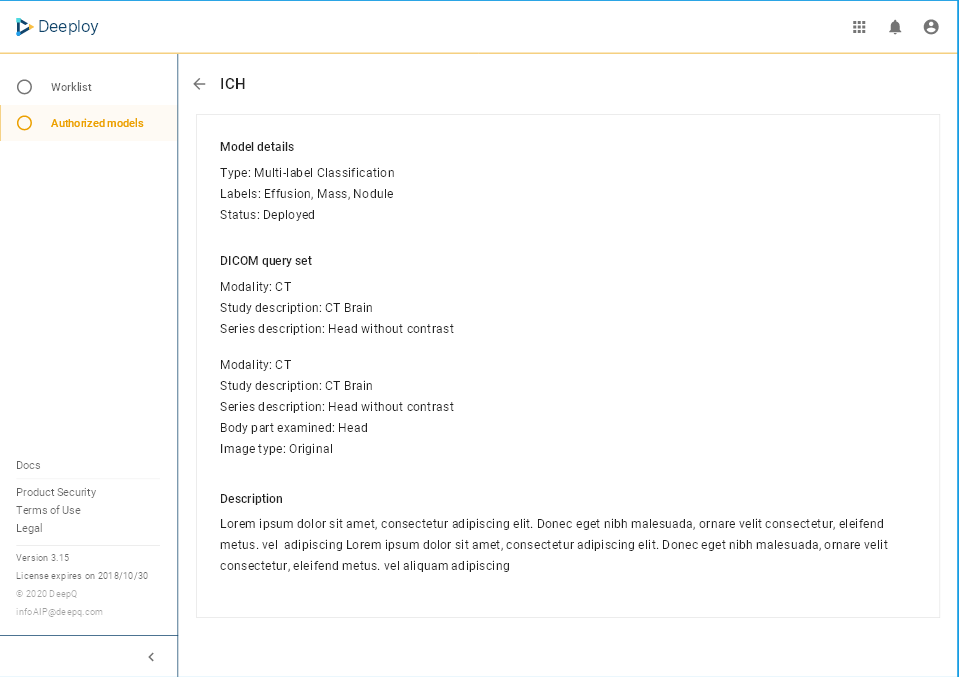 Deeploy
Worklist
Authorized models
Docs
Product Security
Terms of Use
Legal
Version 3.15
License expires on 2018/10/30
© 2020 DeepQ
infoAIP@deepq.com
ICH
Model details
Type: Multi-label Classification
Labels: Effusion, Mass, Nodule
Status: Deployed
DICOM query set
Modality: CT
Study description: CT Brain
Series description: Head without contrast
Modality: CT
Study description: CT Brain
Series description: Head without contrast
Body part examined: Head
Image type: Original
Description
Lorem ipsum dolor sit amet, consectetur adipiscing elit. Donec eget nibh malesuada, ornare velit consectetur, eleifend
metus. vel  adipiscing Lorem ipsum dolor sit amet, consectetur adipiscing elit. Donec eget nibh malesuada, ornare velit
consectetur, eleifend metus. vel aliquam adipiscing